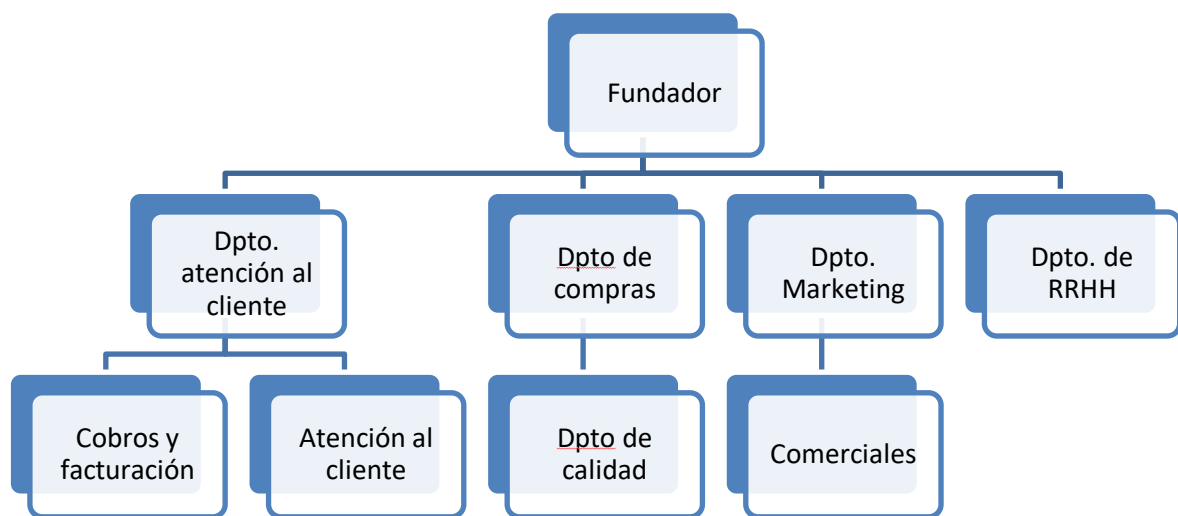 Fundador
Dpto.
atención al
cliente
Dpto de
compras
Dpto.
Marketing
Dpto. de
RRHH
Cobros y
facturación
Atención al
cliente
Dpto de
calidad
Comerciales